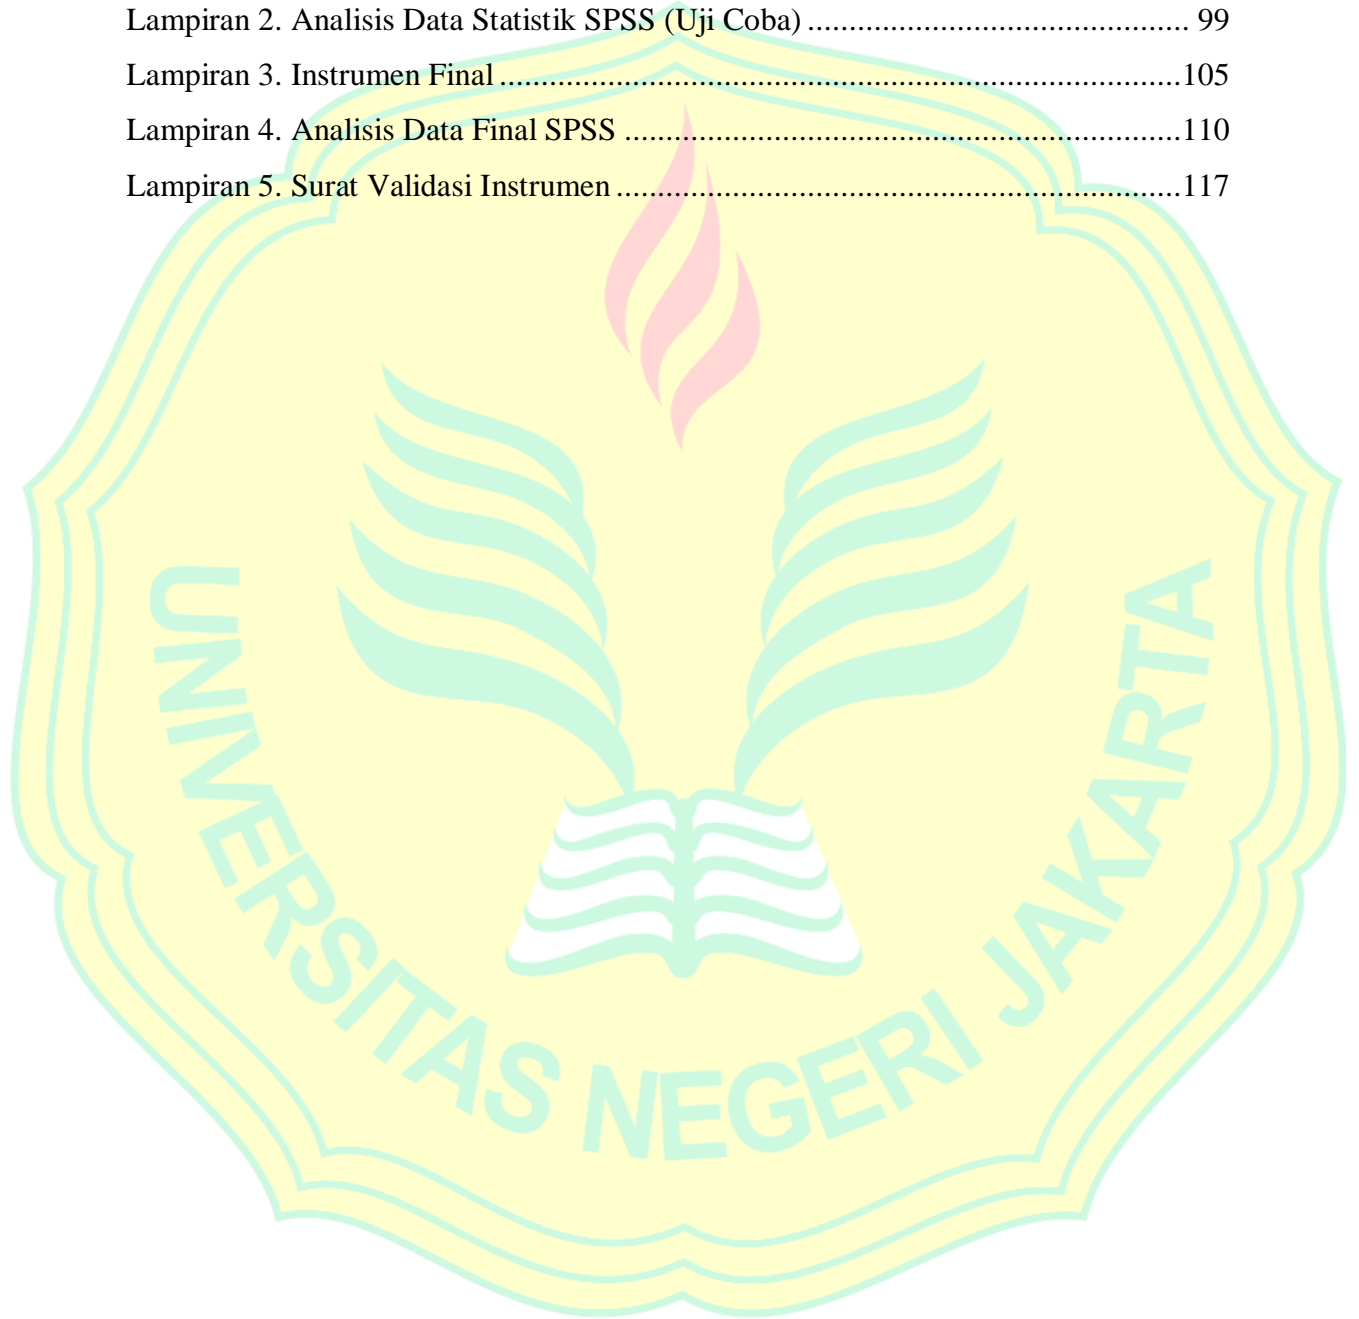 Lampiran 2. Analisis Data Statistik SPSS (Uji Coba) ............................................... 99
Lampiran 3. Instrumen Final ......................................................................................105
Lampiran 4. Analisis Data Final SPSS ......................................................................110
Lampiran 5. Surat Validasi Instrumen .......................................................................117
UNIVERSITAS NEGERI JAKARTA